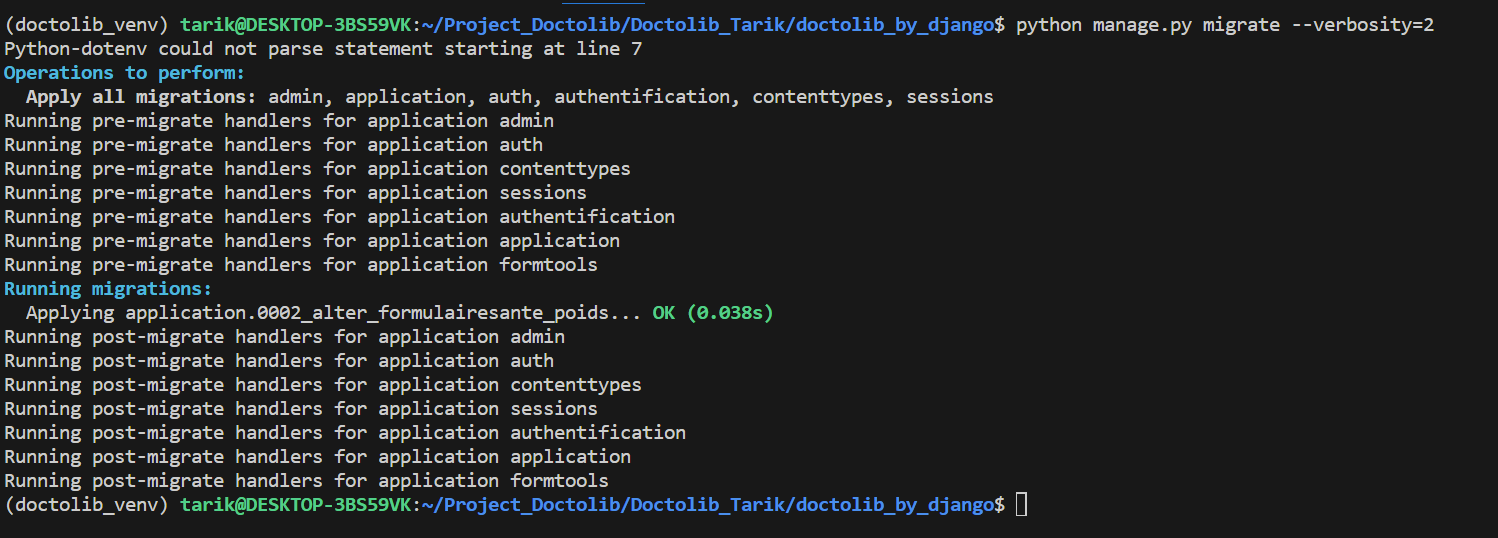 (doctolib_venv) tarik@DESKTOP-3BS59VK:~/Project_Doctolib/Doctolib_Tarik/doctolib_by_django$ python manage.py migrate --verbosity=2
Python-dotenv could not parse statement starting at line 7
Operations to perform:
  Apply all migrations: admin, application, auth, authentification, contenttypes, sessions
Running pre-migrate handlers for application admin
Running pre-migrate handlers for application auth
Running pre-migrate handlers for application contenttypes
Running pre-migrate handlers for application sessions
Running pre-migrate handlers for application authentification
Running pre-migrate handlers for application application
Running pre-migrate handlers for application formtools
Running migrations:
  Applying application.0002_alter_formulairesante_poids... OK (0.038s)
Running post-migrate handlers for application admin
Running post-migrate handlers for application auth
Running post-migrate handlers for application contenttypes
Running post-migrate handlers for application sessions
Running post-migrate handlers for application authentification
Running post-migrate handlers for application application
Running post-migrate handlers for application formtools
(doctolib_venv) tarik@DESKTOP-3BS59VK:~/Project_Doctolib/Doctolib_Tarik/doctolib_by_django$